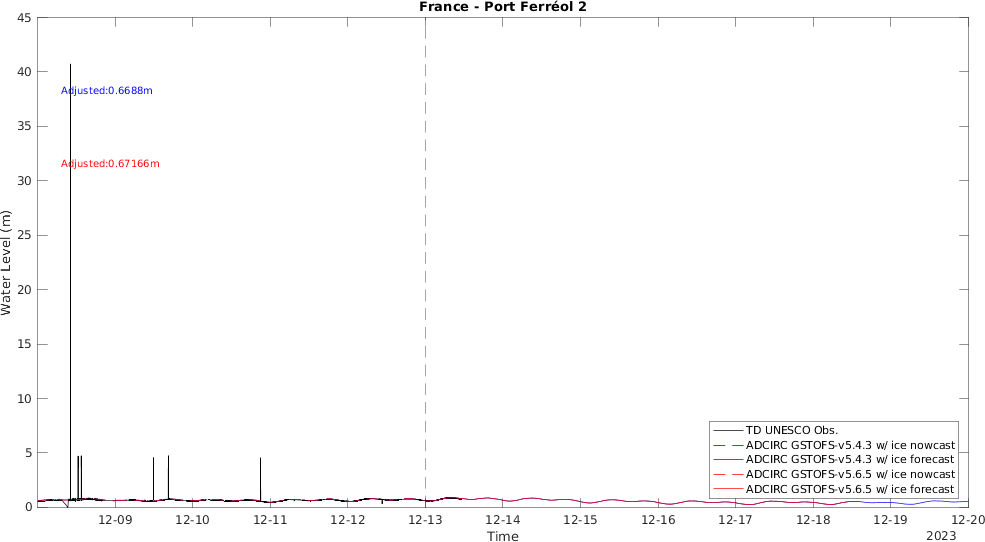 France - Port Ferréol 2
45
40
35
30
25
20
15
10
5
0
Water Level (m)
Adjusted:0.6688m
Adjusted:0.67166m
TD UNESCO Obs.
ADCIRC GSTOFS-v5.4.3 w/ ice nowcast
ADCIRC GSTOFS-v5.4.3 w/ ice forecast
ADCIRC GSTOFS-v5.6.5 w/ ice nowcast
ADCIRC GSTOFS-v5.6.5 w/ ice forecast
12-09 12-10 12-11 12-12 12-13 12-14 12-15 12-16 12-17 12-18 12-19 12-20
Time
2023